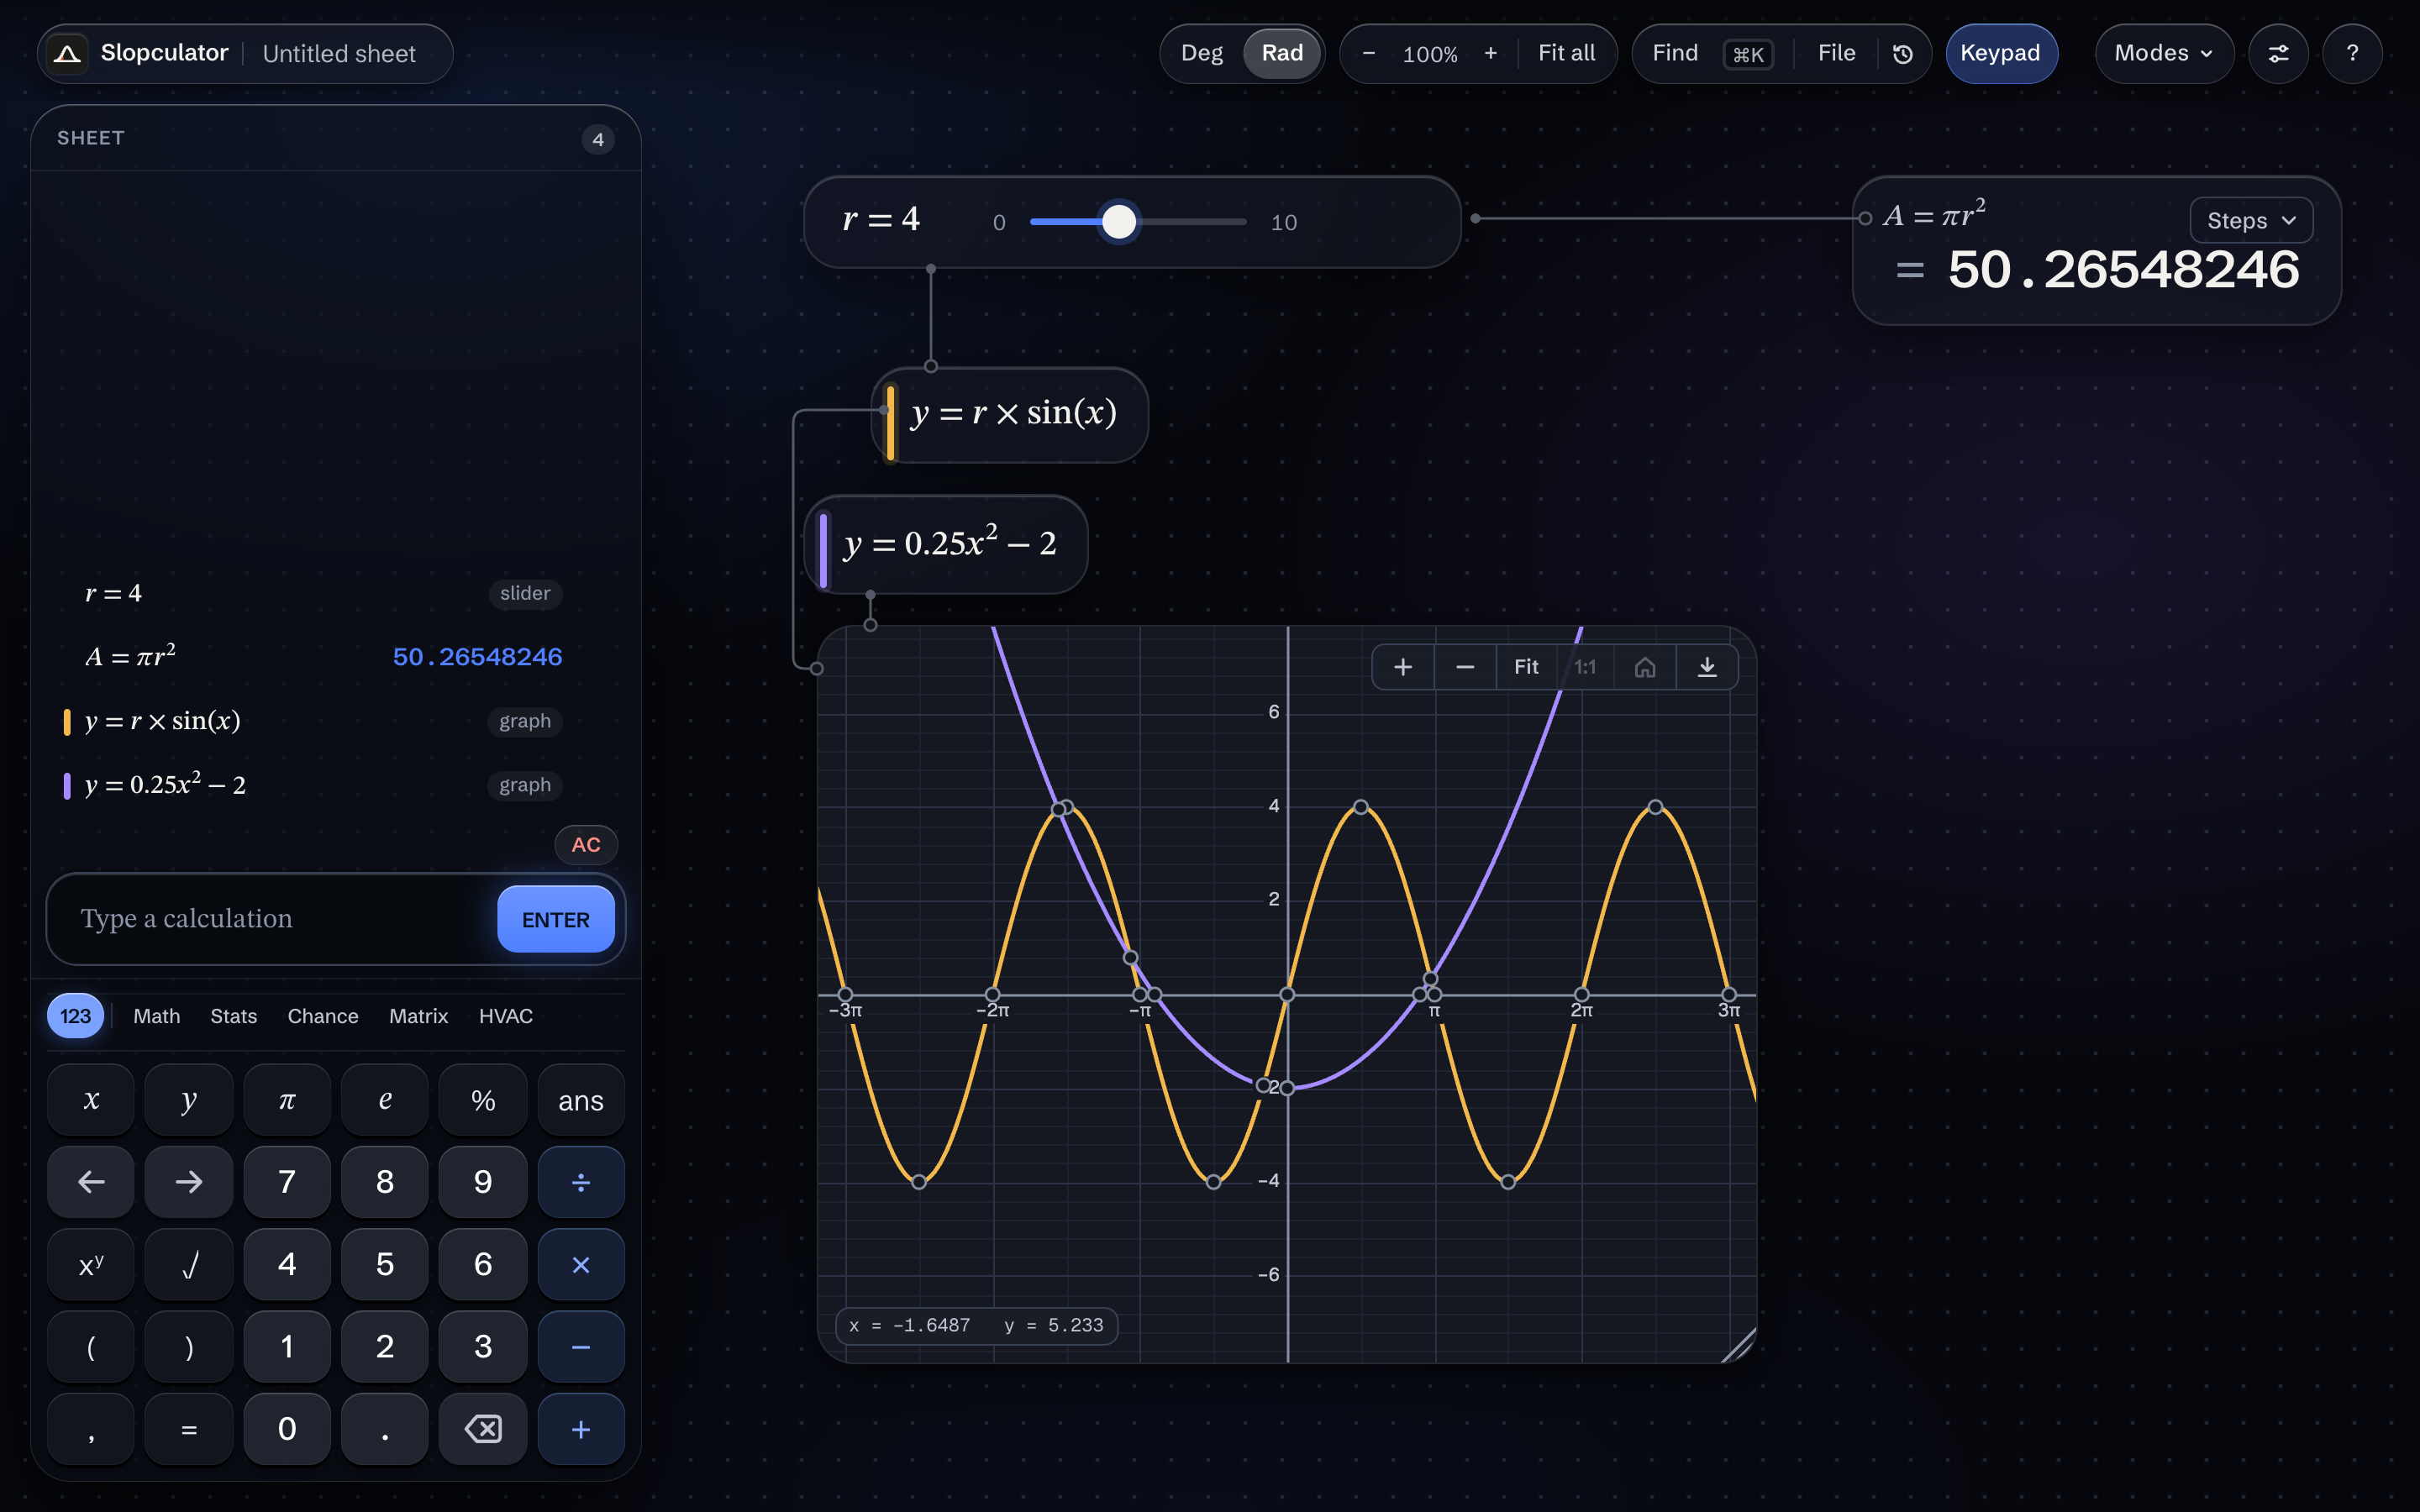 Slopculator Untitled sheet
Deg Rad − 100% + Fit all Find ⌘K File Keypad Modes ?
SHEET 4
r = 4 slider
A = πr² 50.26548246
y = r × sin(x) graph
y = 0.25x² − 2 graph
AC
Type a calculation ENTER
123 Math Stats Chance Matrix HVAC
x y π e % ans
← → 7 8 9 ÷
xʸ √ 4 5 6 ×
( ) 1 2 3 −
, = 0 . +
r = 4 0 10
A = πr² Steps
= 50.26548246
y = r × sin(x)
y = 0.25x² − 2
+ − Fit 1:1
6
4
2
−3π −2π −π π 2π 3π
2
−4
−6
x = −1.6487 y = 5.233